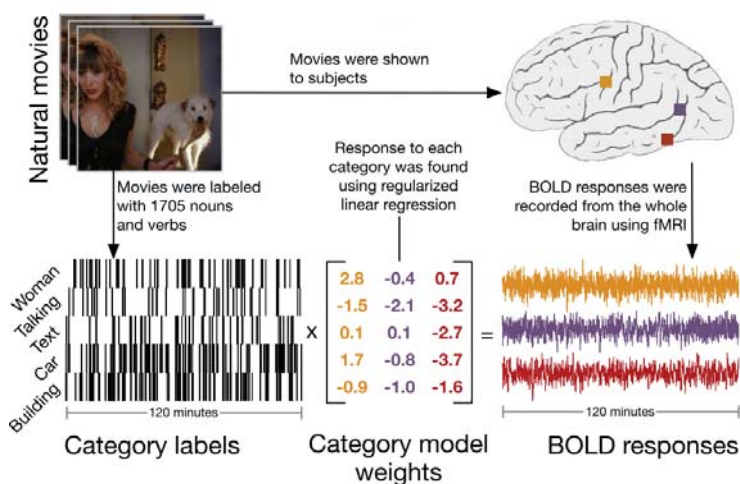 Natural movies
Movies were shown
to subjects
Response to each
category was found
using regularized
linear regression
Movies were labeled
with 1705 nouns
and verbs
BOLD responses were
recorded from the whole
brain using fMRI
Woman
Talking
Text
Car
Building
x
2.8 -0.4 0.7
-1.5 -2.1 -3.2
0.1 0.1 -2.7
1.7 -0.8 -3.7
-0.9 -1.0 -1.6
=
120 minutes
120 minutes
Category labels
Category model
weights
BOLD responses